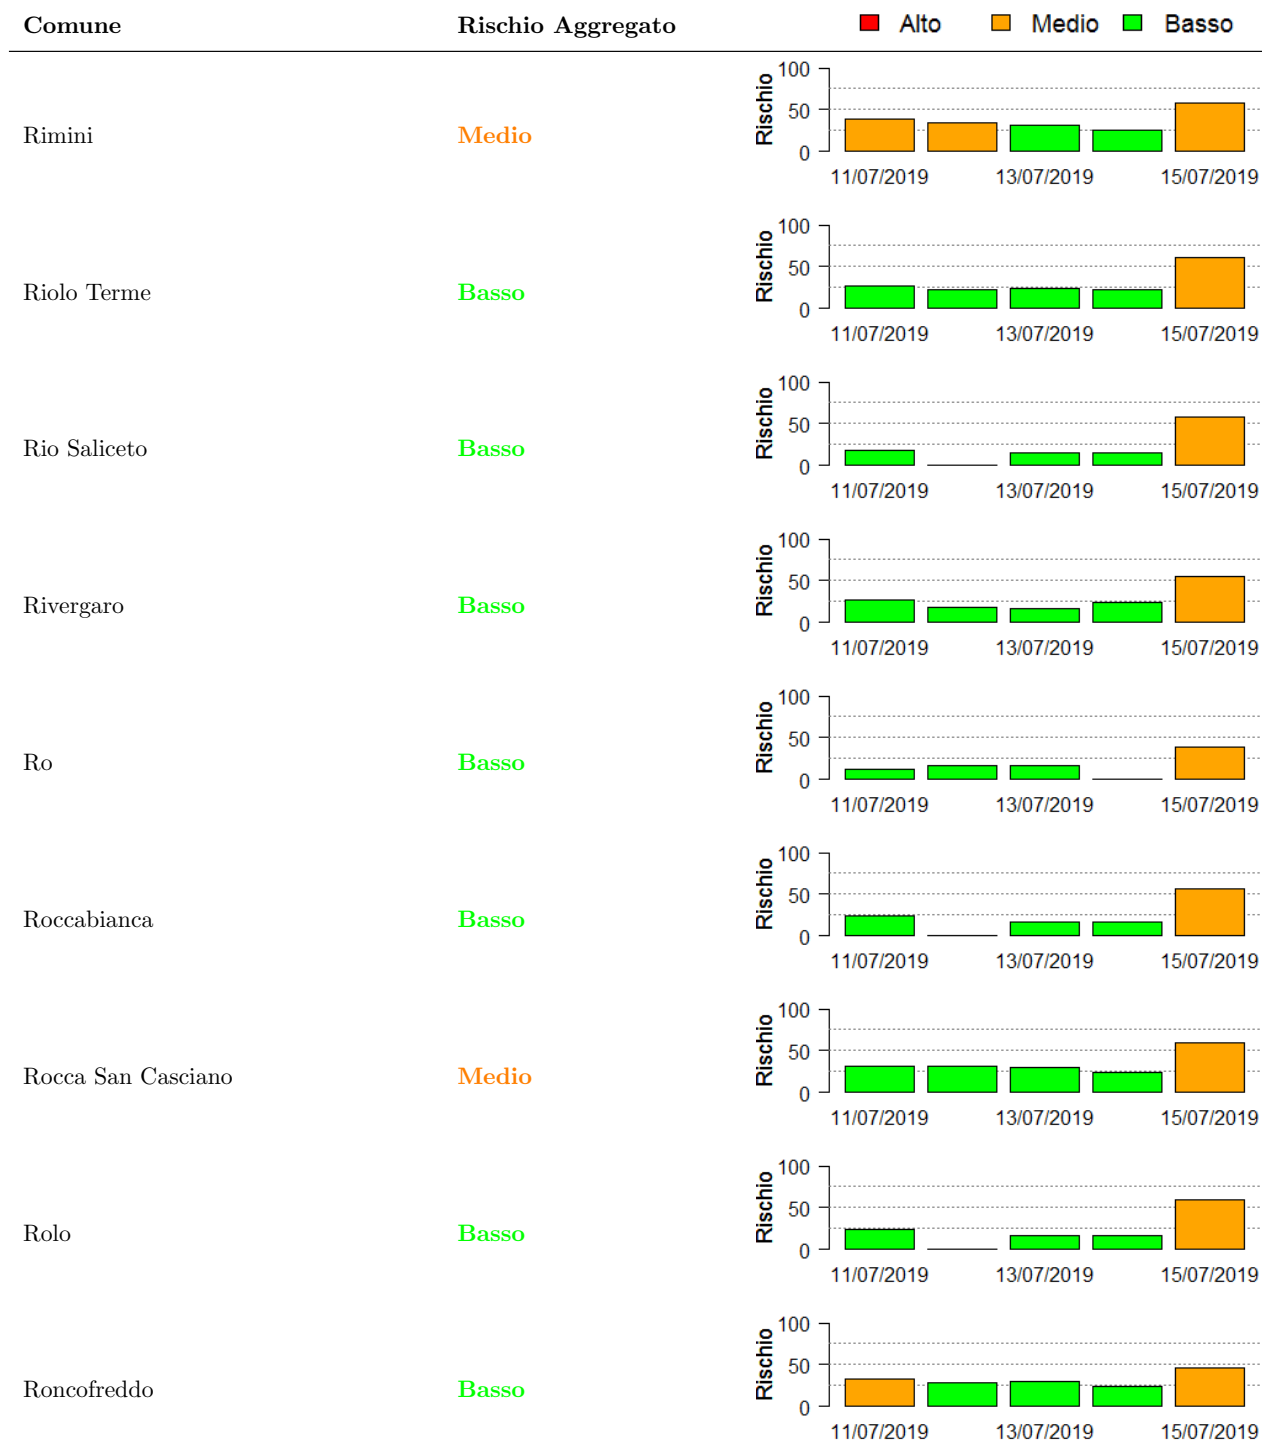 Comune Rischio Aggregato Alto Medio Basso
Rimini Medio Rischio 100 50 0
11/07/2019 13/07/2019 15/07/2019
Riolo Terme Basso Rischio 100 50 0
11/07/2019 13/07/2019 15/07/2019
Rio Saliceto Basso Rischio 100 50 0
11/07/2019 13/07/2019 15/07/2019
Rivergaro Basso Rischio 100 50 0
11/07/2019 13/07/2019 15/07/2019
Ro Basso Rischio 100 50 0
11/07/2019 13/07/2019 15/07/2019
Roccabianca Basso Rischio 100 50 0
11/07/2019 13/07/2019 15/07/2019
Rocca San Casciano Medio Rischio 100 50 0
11/07/2019 13/07/2019 15/07/2019
Rolo Basso Rischio 100 50 0
11/07/2019 13/07/2019 15/07/2019
Roncofreddo Basso Rischio 100 50 0
11/07/2019 13/07/2019 15/07/2019